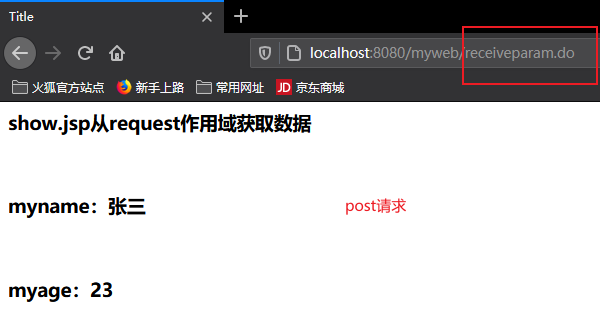 Title
localhost:8080/myweb/receiveparam.do
火狐官方站点 新手上路 常用网址 JD 京东商城
show.jsp从request作用域获取数据
myname：张三
post请求
myage：23